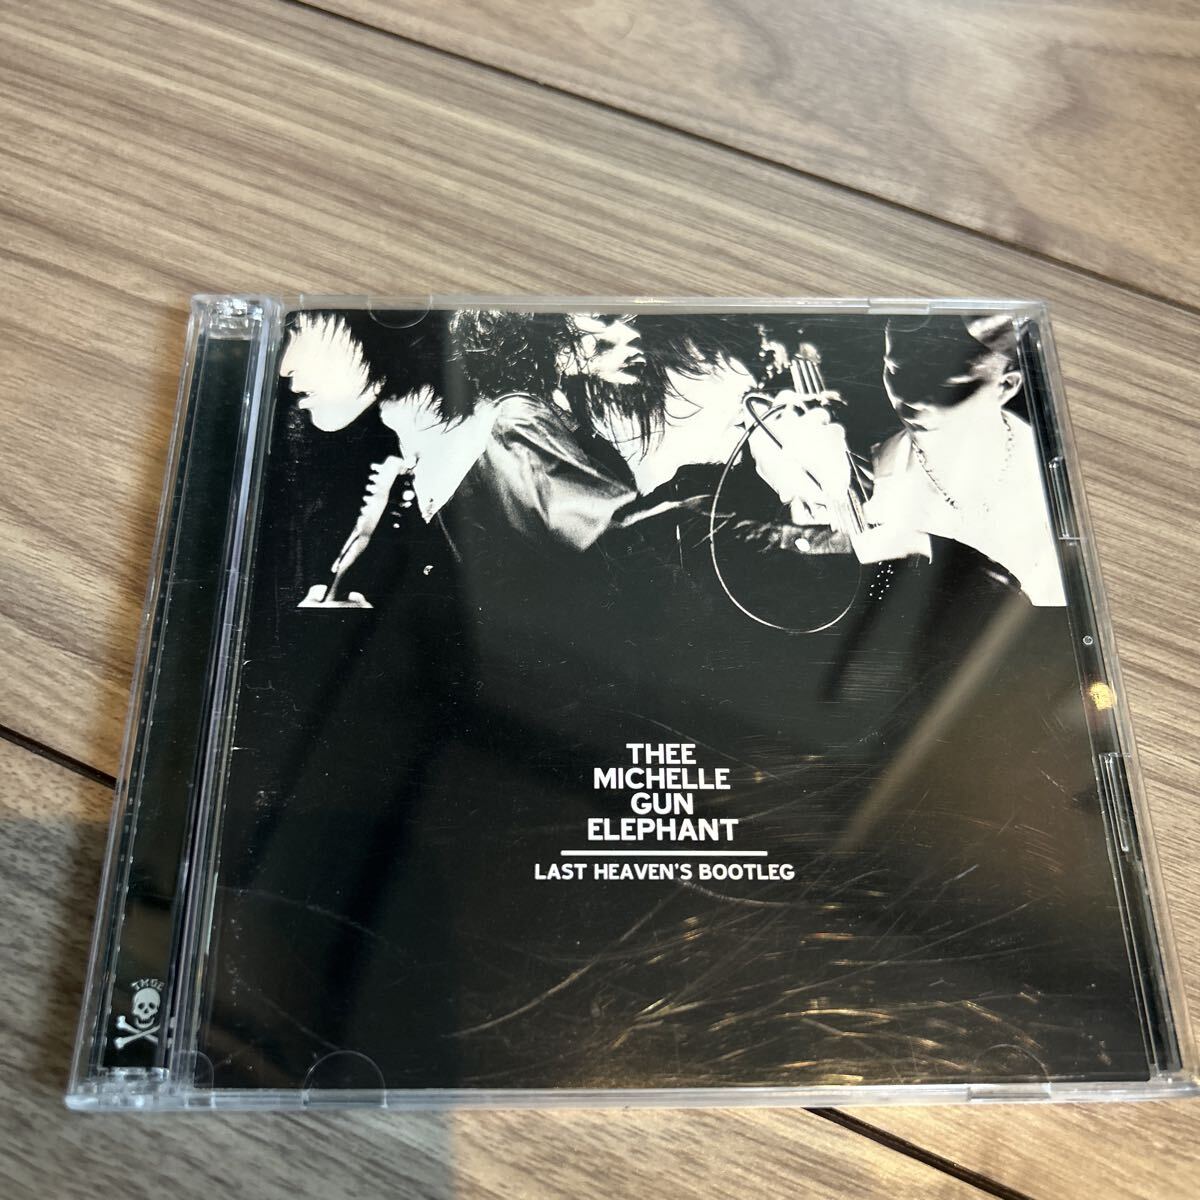 THEE
MICHELLE
GUN
ELEPHANT
LAST HEAVEN'S BOOTLEG
TMGE